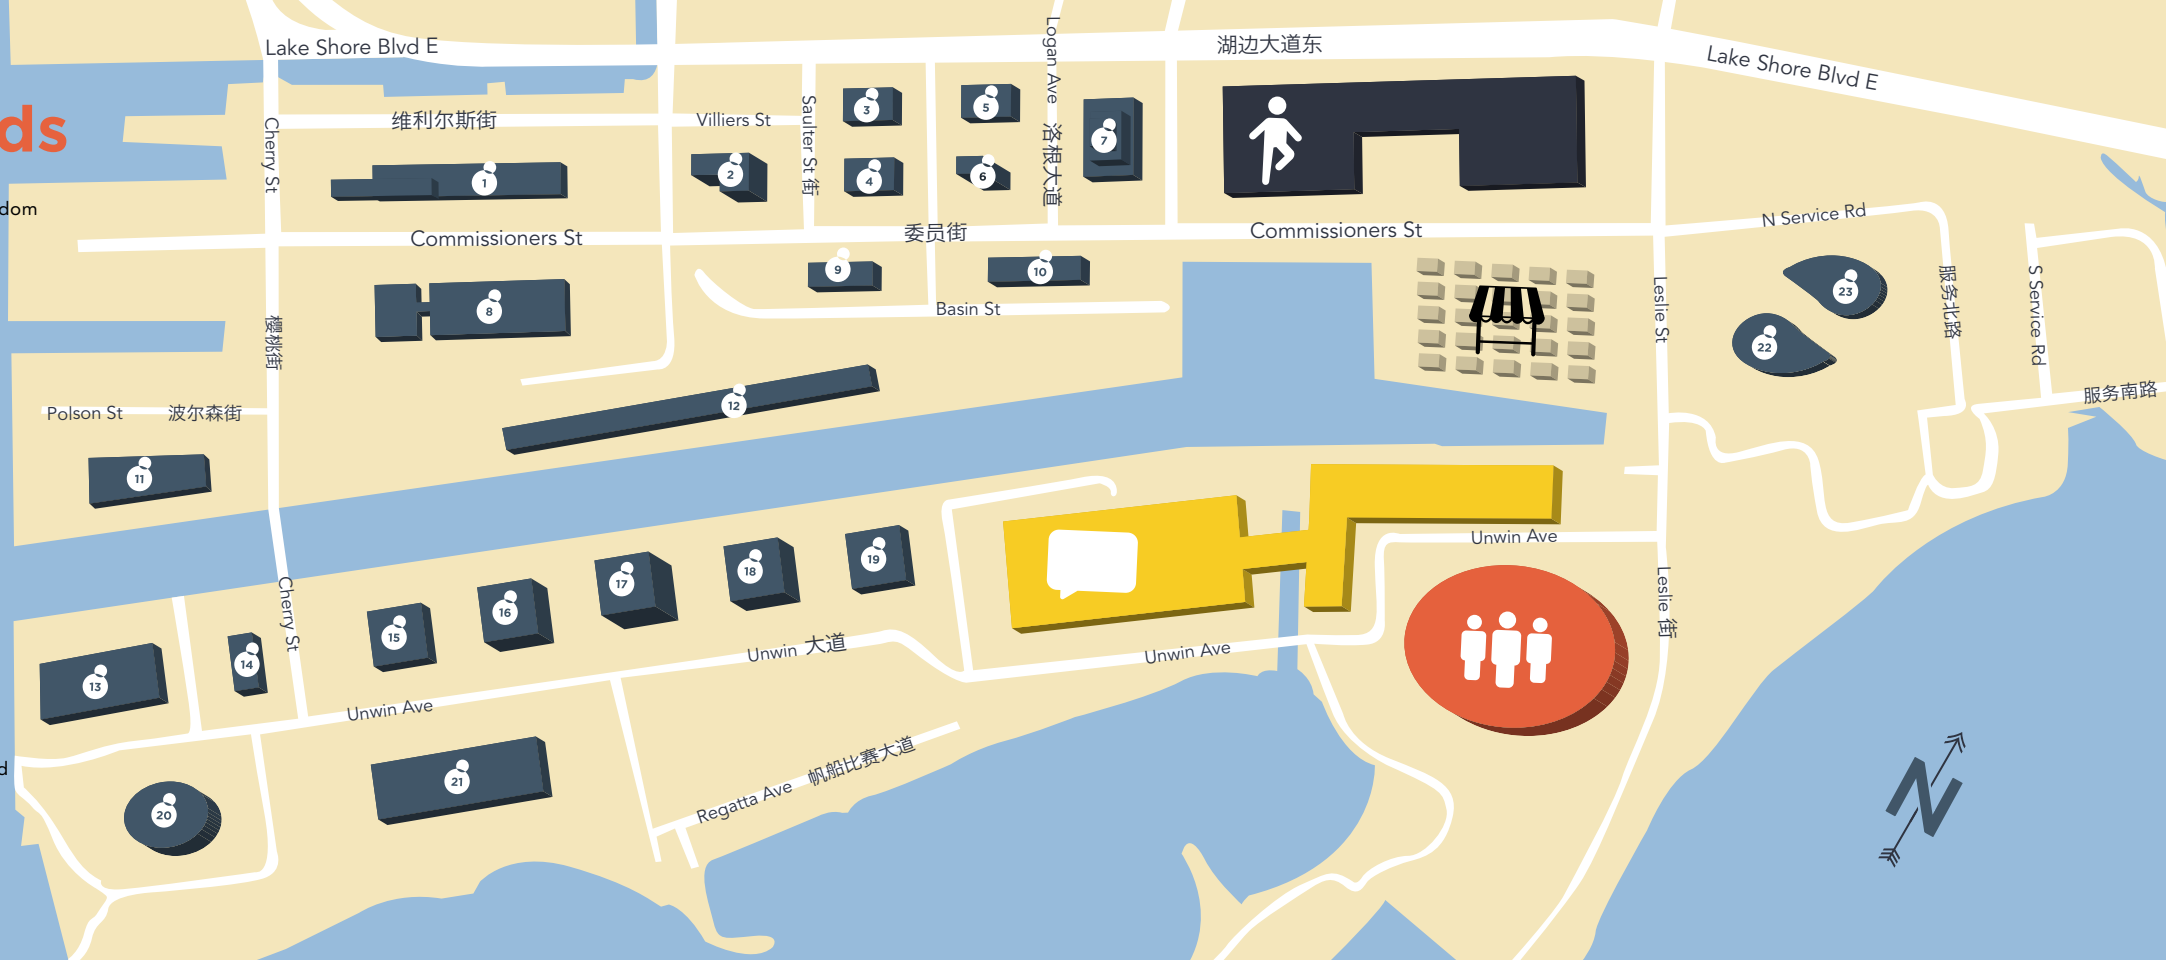 Lake Shore Blvd E
湖边大道东
Lake Shore Blvd E
Logan Ave
洛根大道
ds
维利尔斯街
Villiers St
Saulter St 街
Cherry St
3
5
7
1
2
4
6
dom
Commissioners St
委员街
Commissioners St
N Service Rd
9
10
8
Basin St
樱桃街
Leslie St
23
22
服务北路
S Service Rd
服务南路
Polson St
波尔森街
12
11
Unwin Ave
19
18
17
16
15
Cherry St
14
13
Unwin 大道
Unwin Ave
Leslie 街
Unwin Ave
d
Regatta Ave 帆船比赛大道
21
20
N